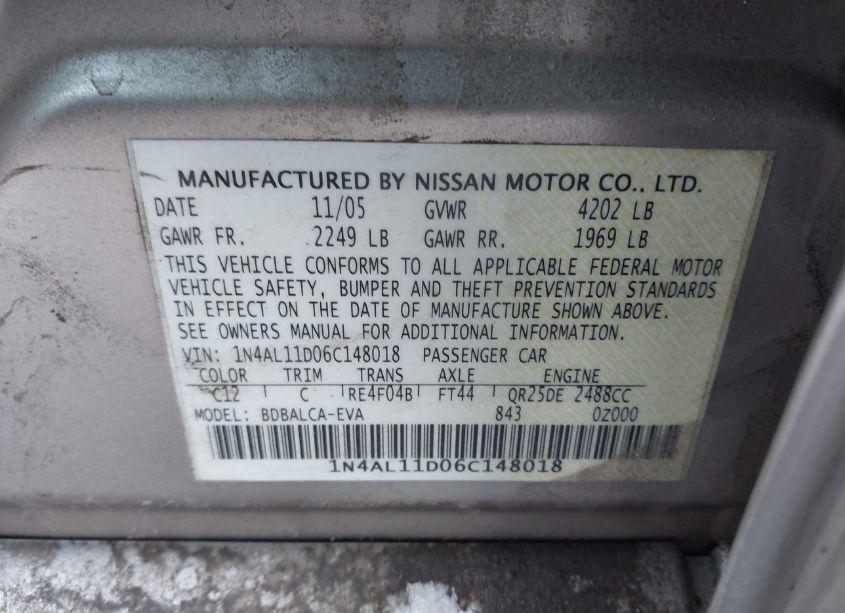 MANUFACTURED BY NISSAN MOTOR CO., LTD.
DATE 11/05 GVWR 4202 LB
GAWR FR. 2249 LB GAWR RR. 1969 LB
THIS VEHICLE CONFORMS TO ALL APPLICABLE FEDERAL MOTOR
VEHICLE SAFETY, BUMPER AND THEFT PREVENTION STANDARDS
IN EFFECT ON THE DATE OF MANUFACTURE SHOWN ABOVE.
SEE OWNERS MANUAL FOR ADDITIONAL INFORMATION.
VIN: 1N4AL11D06C148018 PASSENGER CAR
COLOR TRIM TRANS AXLE ENGINE
C12 C RE4F04B FT44 QR25DE 2488CC
MODEL: BDBALCA-EVA 843 0Z000
1N4AL11D06C148018